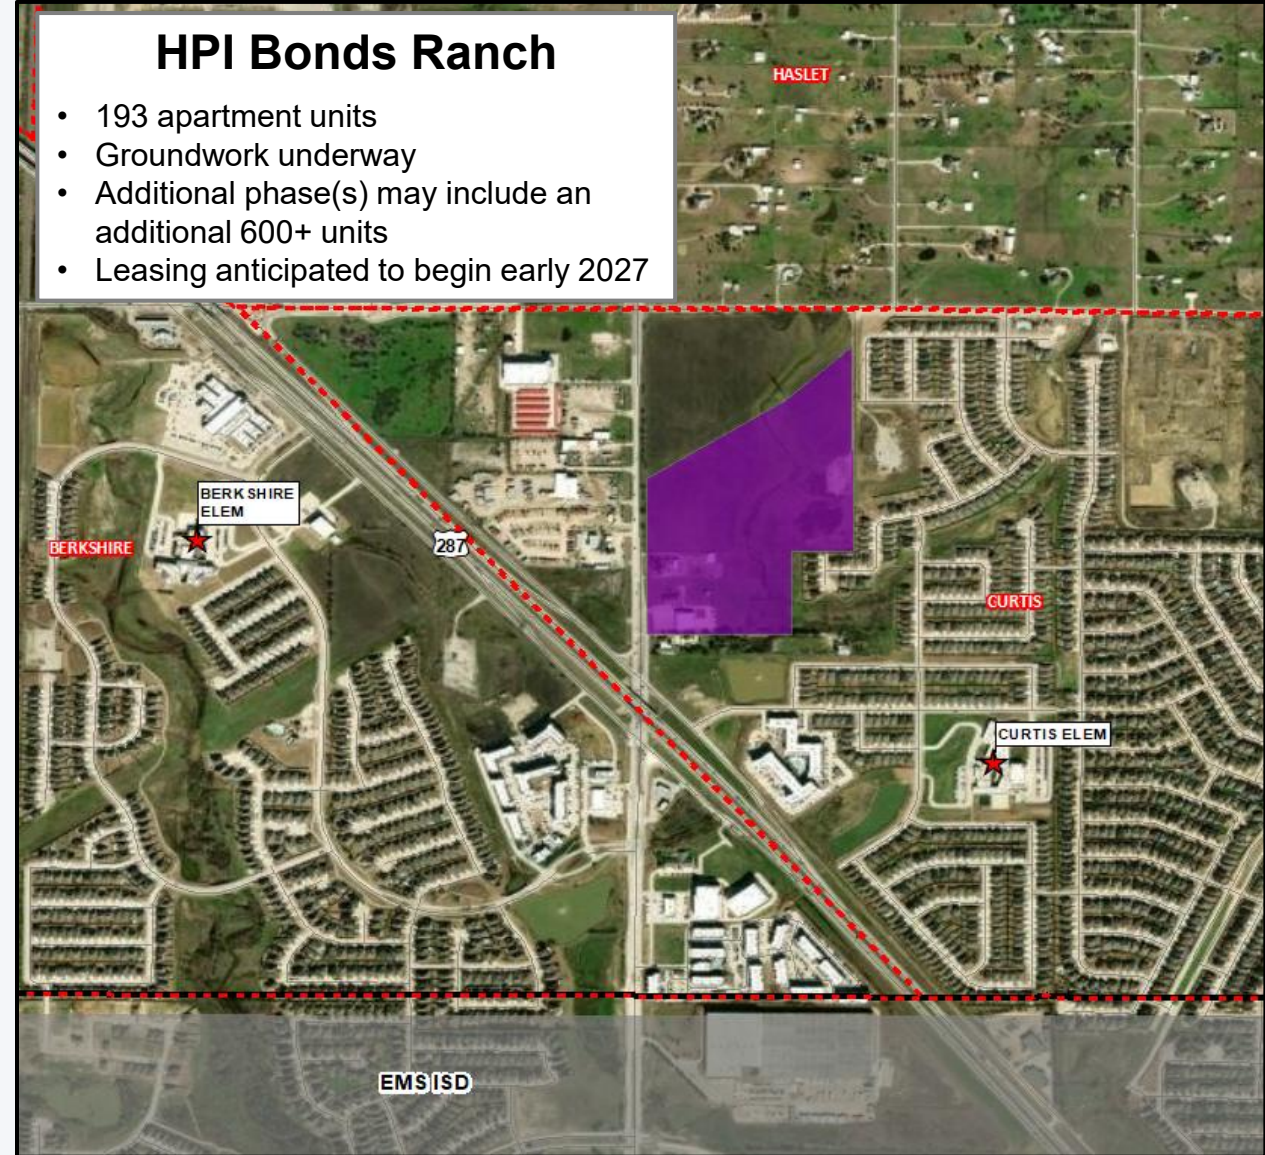 HPI Bonds Ranch
• 193 apartment units
• Groundwork underway
• Additional phase(s) may include an
additional 600+ units
• Leasing anticipated to begin early 2027
HASLET
BERKSHIRE
ELEM
BERKSHIRE
287
CURTIS
CURTIS ELEM
EMS ISD